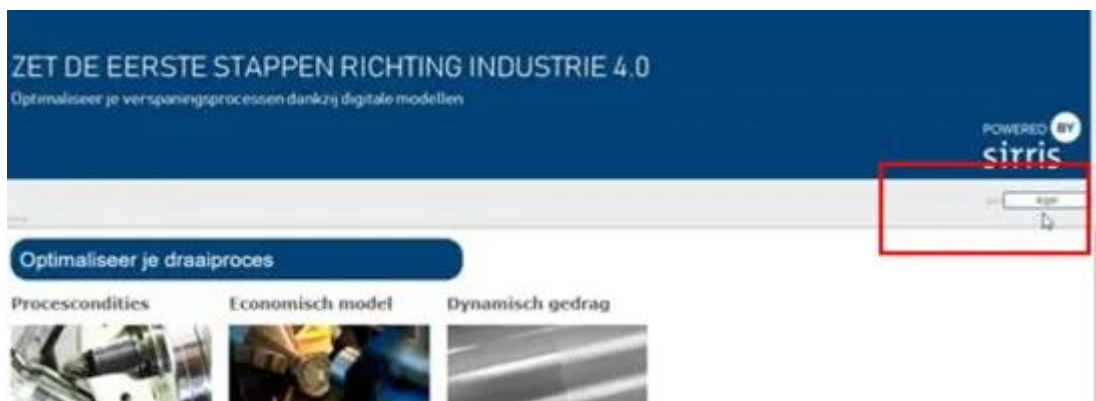 ZET DE EERSTE STAPPEN RICHTING INDUSTRIE 4.0
Optimaliseer je verspaningsprocessen dankzij digitale modellen
POWERED BY
sirris
Optimaliseer je draaiproces
Procescondities Economisch model Dynamisch gedrag